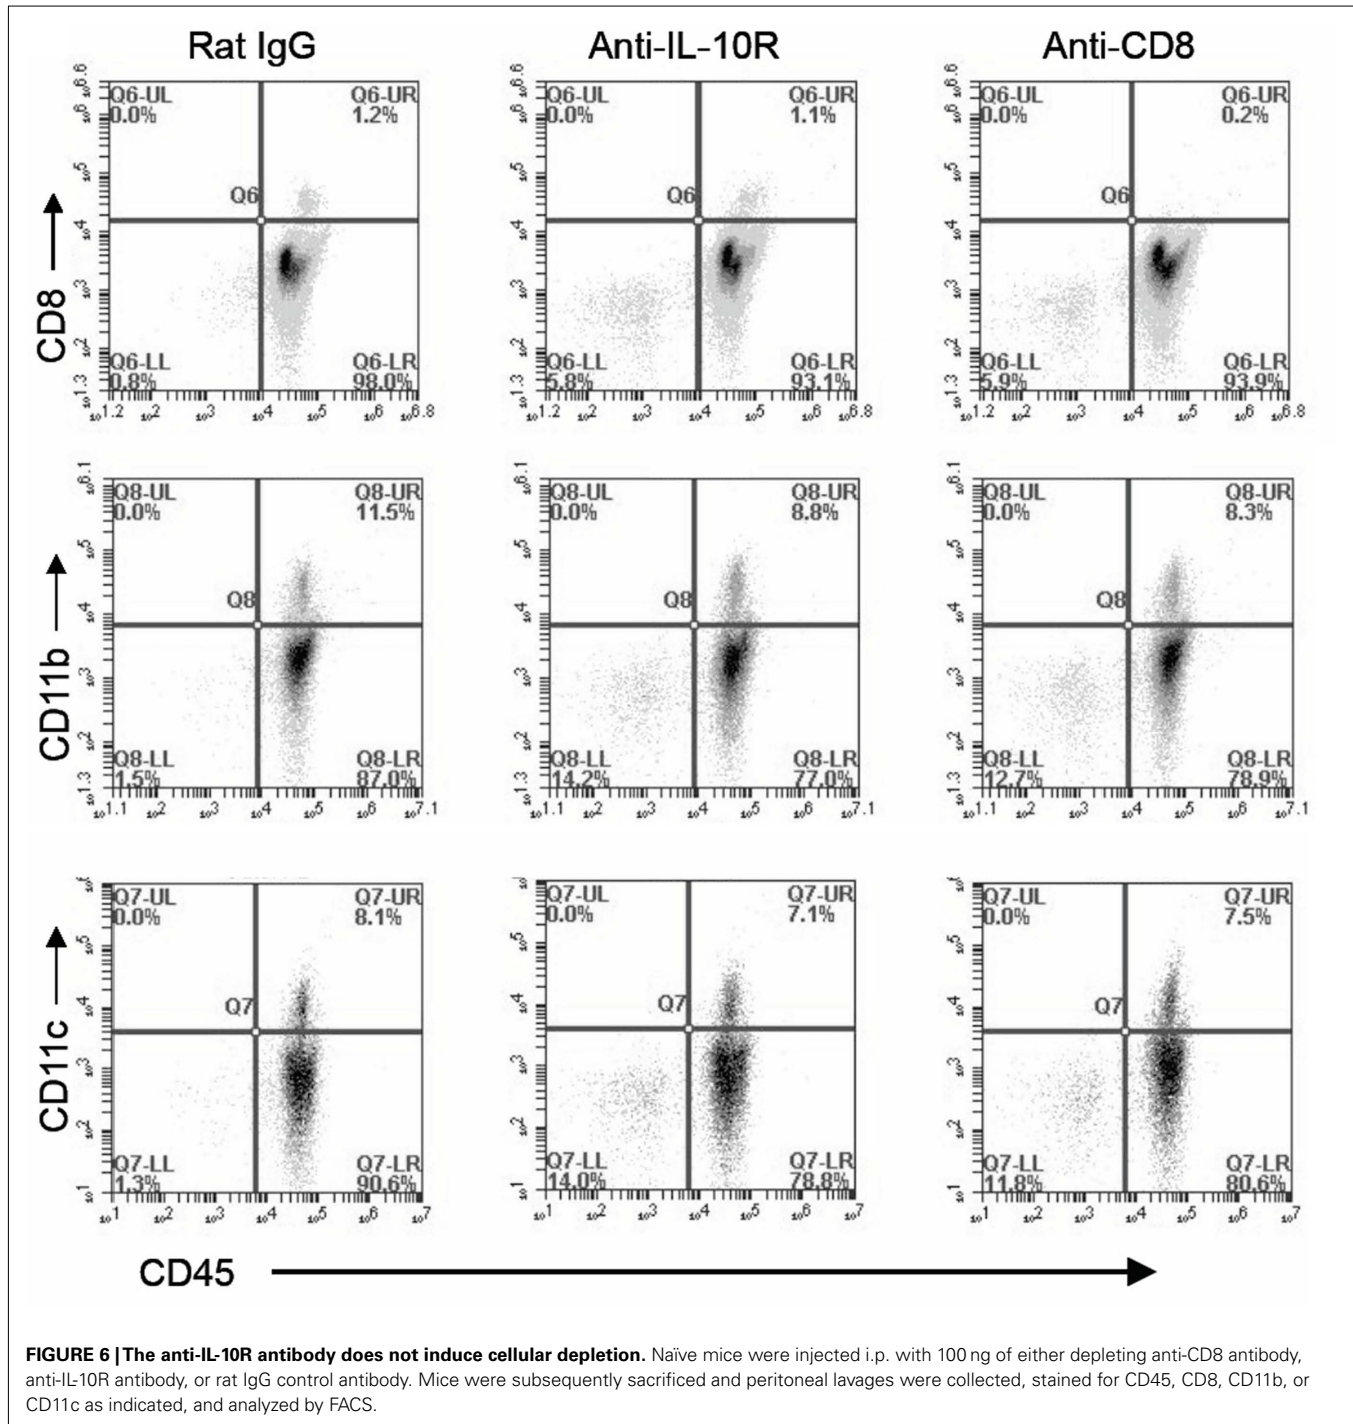 Rat IgG
Anti-IL-10R
Anti-CD8
Q6-UL
0.0%
Q6-UR
1.2%
Q6
Q6-LL
0.8%
Q6-LR
98.0%
Q6-UL
0.0%
Q6-UR
1.1%
Q6
Q6-LL
5.8%
Q6-LR
93.1%
Q6-UL
0.0%
Q6-UR
0.2%
Q6
Q6-LL
5.9%
Q6-LR
93.9%
CD8
Q8-UL
0.0%
Q8-UR
11.5%
Q8
Q8-LL
1.5%
Q8-LR
87.0%
Q8-UL
0.0%
Q8-UR
8.8%
Q8
Q8-LL
14.2%
Q8-LR
77.0%
Q8-UL
0.0%
Q8-UR
8.3%
Q8
Q8-LL
12.7%
Q8-LR
78.9%
CD11b
Q7-UL
0.0%
Q7-UR
8.1%
Q7
Q7-LL
1.3%
Q7-LR
90.6%
Q7-UL
0.0%
Q7-UR
7.1%
Q7
Q7-LL
14.0%
Q7-LR
78.8%
Q7-UL
0.0%
Q7-UR
7.5%
Q7
Q7-LL
11.8%
Q7-LR
80.6%
CD11c
CD45
FIGURE 6 | The anti-IL-10R antibody does not induce cellular depletion. Naïve mice were injected i.p. with 100 ng of either depleting anti-CD8 antibody,
anti-IL-10R antibody, or rat IgG control antibody. Mice were subsequently sacrificed and peritoneal lavages were collected, stained for CD45, CD8, CD11b, or
CD11c as indicated, and analyzed by FACS.